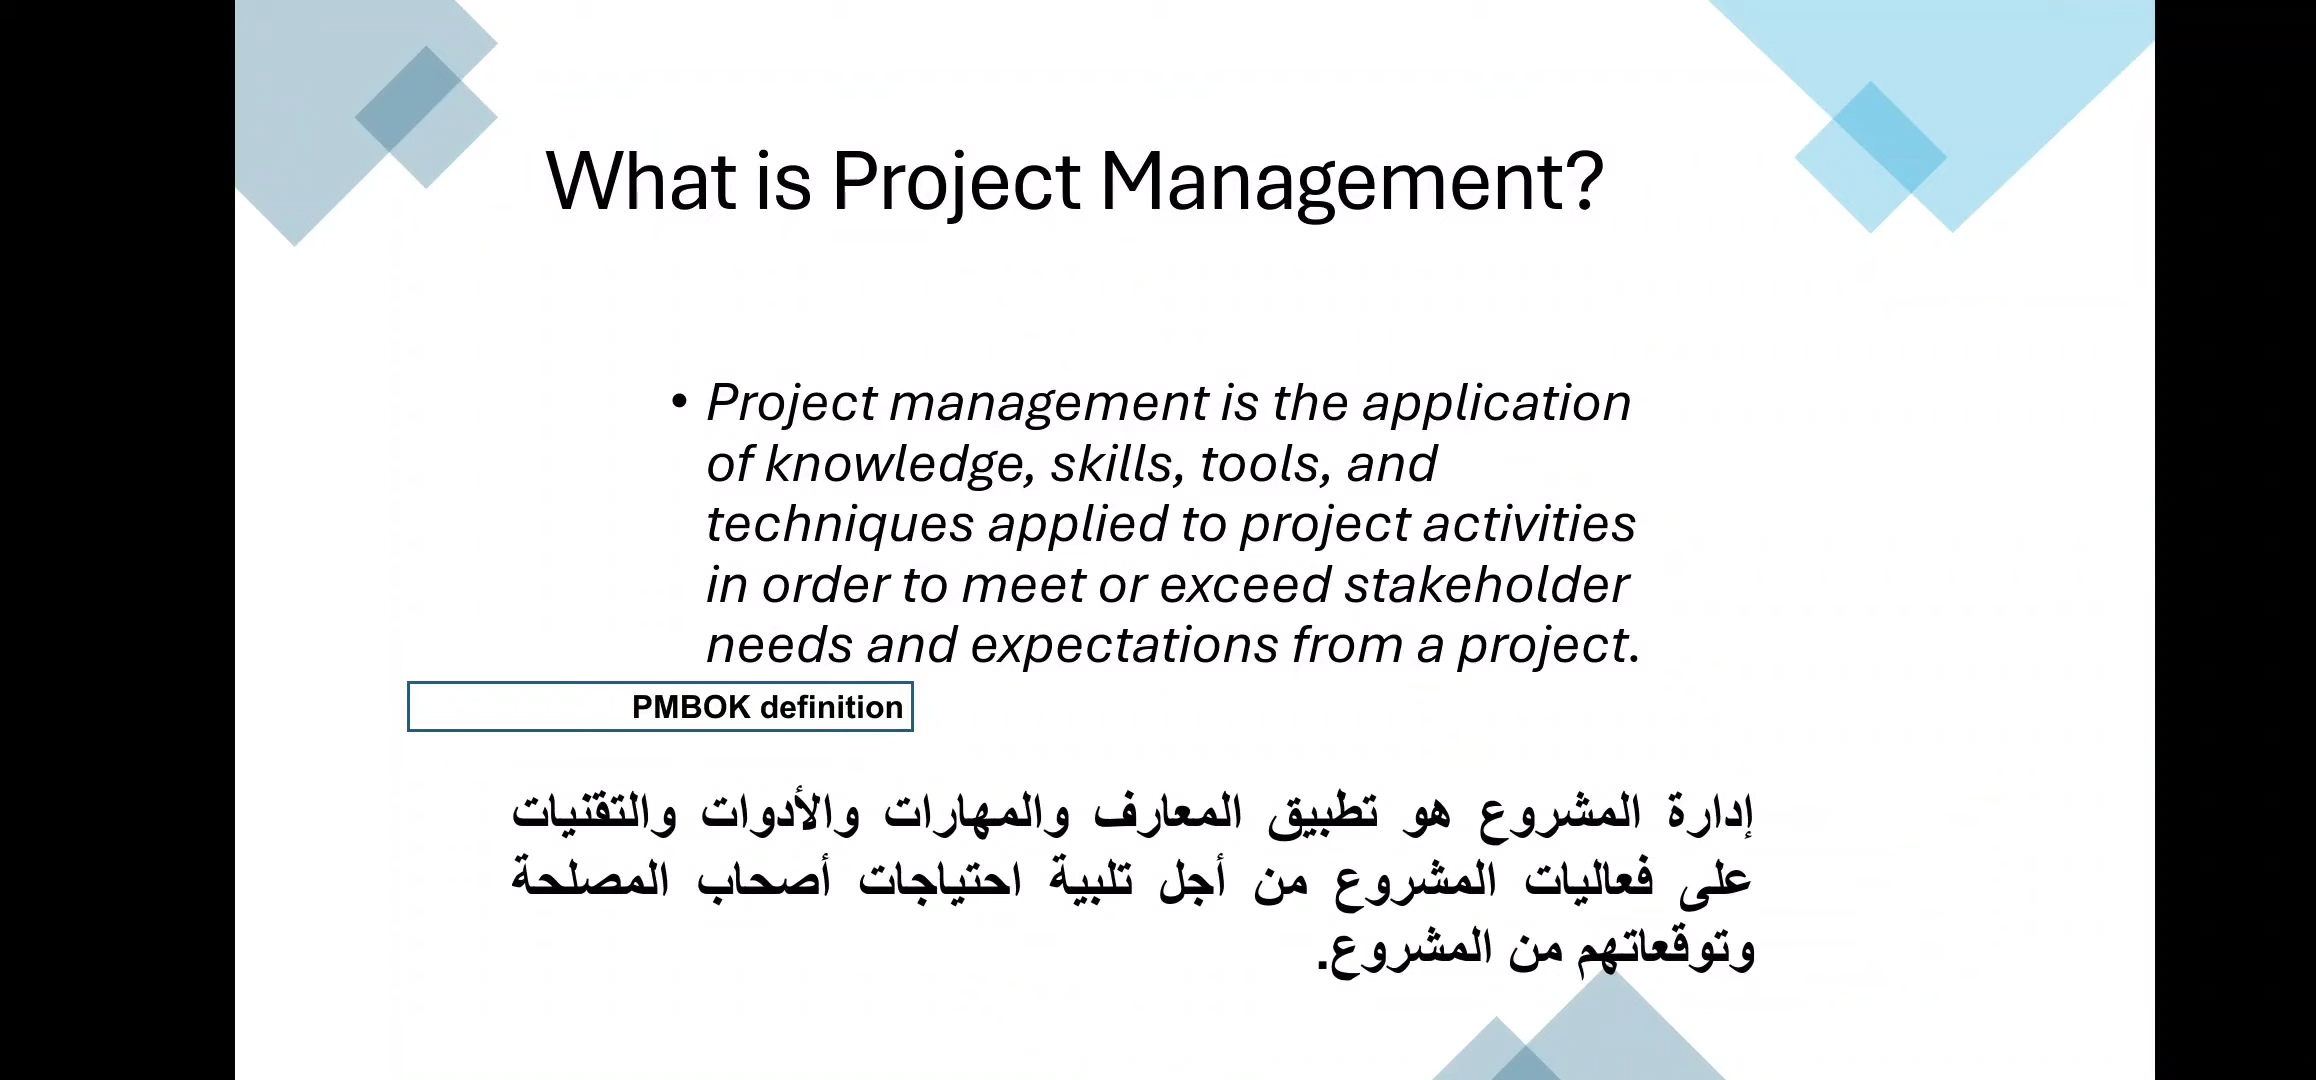 What is Project Management?
• Project management is the application
of knowledge, skills, tools, and
techniques applied to project activities
in order to meet or exceed stakeholder
needs and expectations from a project.
PMBOK definition
إدارة المشروع هو تطبيق المعارف والمهارات والأدوات والتقنيات
على فعاليات المشروع من أجل تلبية احتياجات أصحاب المصلحة
وتوقعاتهم من المشروع.